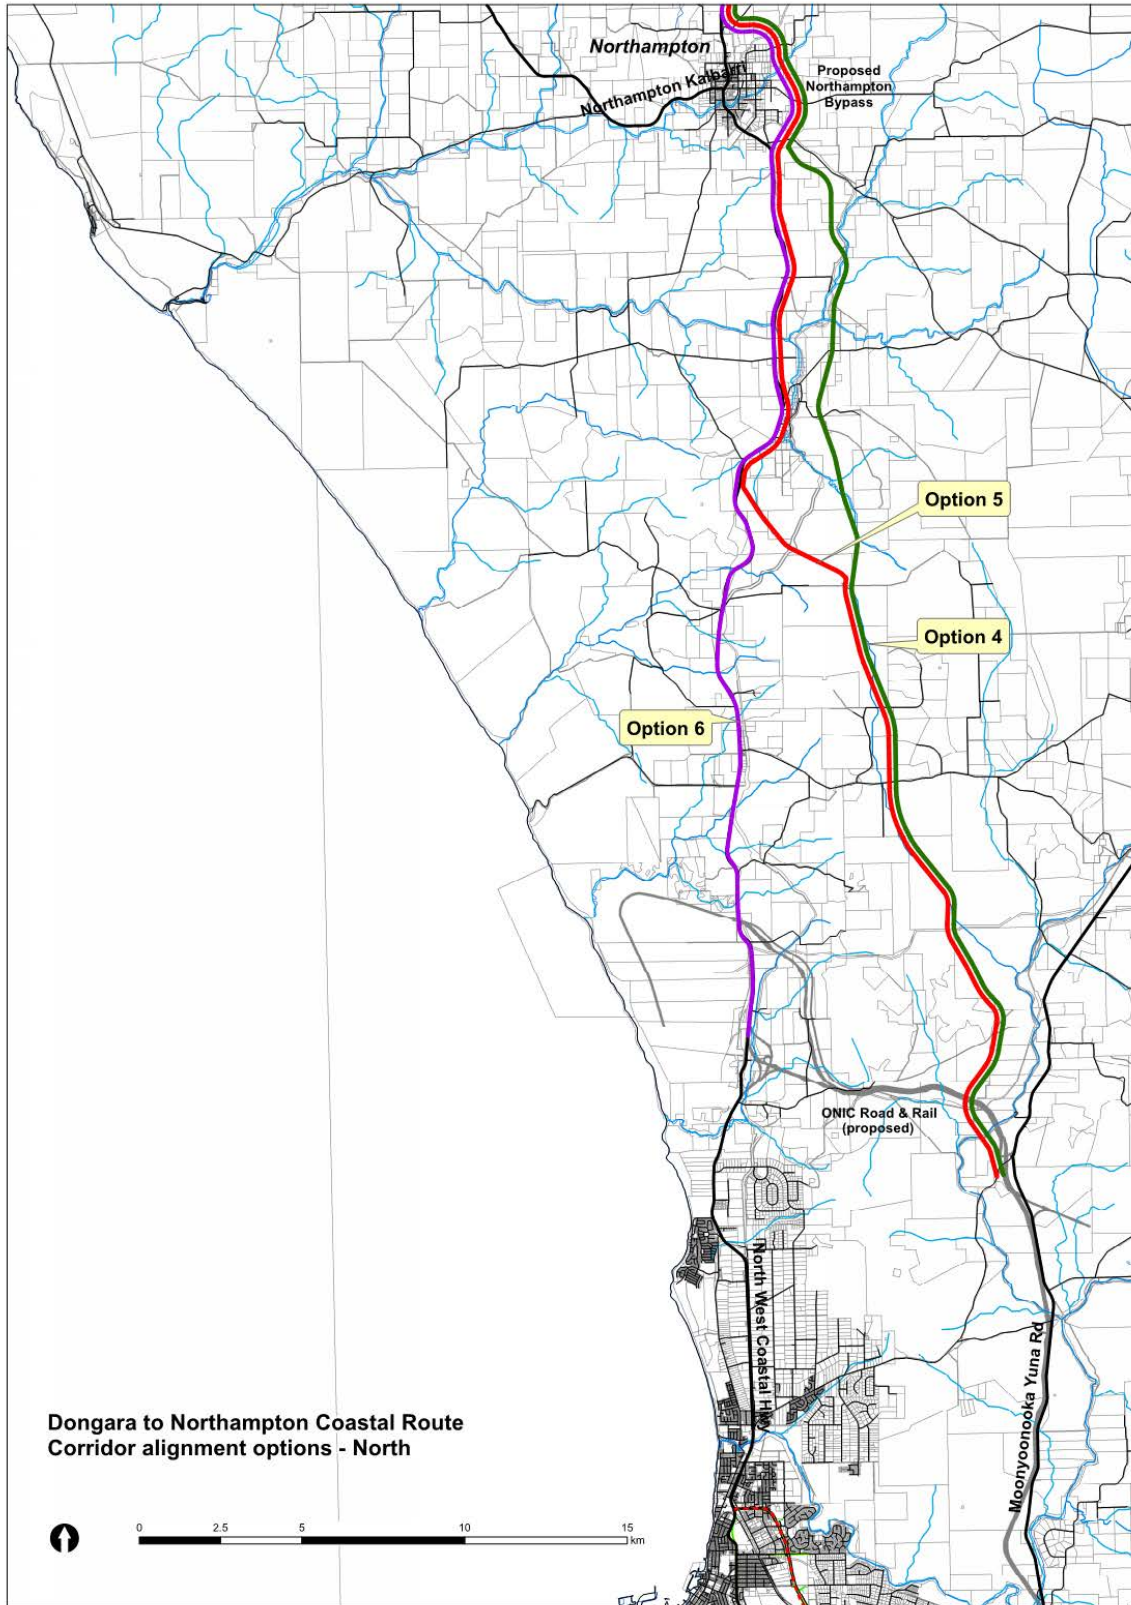 Northampton
Northampton Kalbarri
Proposed
Northampton
Bypass
Option 5
Option 4
Option 6
ONIC Road & Rail
(proposed)
North West Coastal Hwy
Moonyoonooka Yuna Rd
Dongara to Northampton Coastal Route
Corridor alignment options - North
0 2.5 5 10 15
km